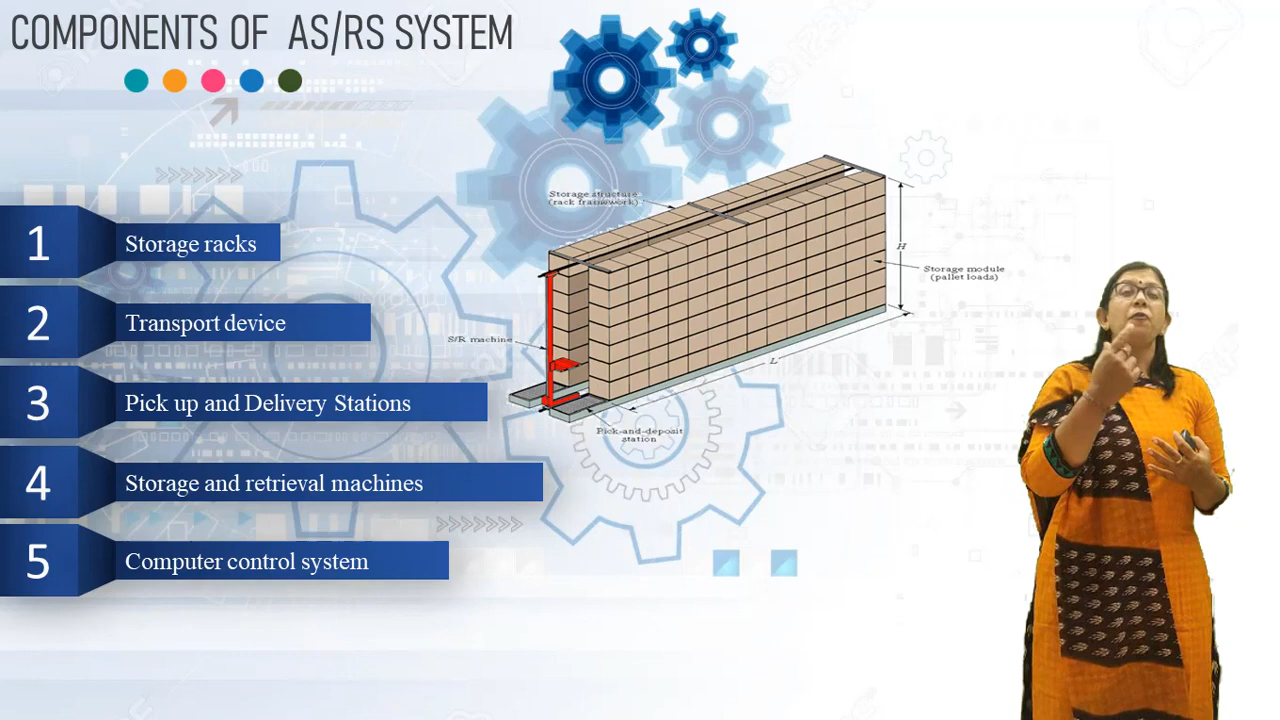 COMPONENTS OF AS/RS SYSTEM
1
Storage racks
2
Transport device
3
Pick up and Delivery Stations
4
Storage and retrieval machines
5
Computer control system
Storage structure
(rack framework)
H
Storage module
(pallet loads)
S/R machine
L
Pick-and-deposit
station